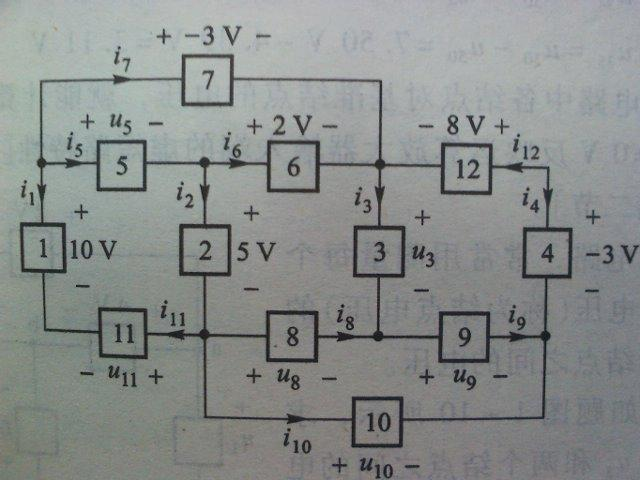 + −3 V −
i7
7
+ u5 −
+ 2 V −
− 8 V +
i5
5
i6
6
12
i12
i1
+
i2
+
i3
+
i4
+
1
10 V
2
5 V
3
u3
4
−3 V
−
−
−
−
11
i11
8
i8
9
i9
− u11 +
+ u8 −
+ u9 −
i10
10
+ u10 −